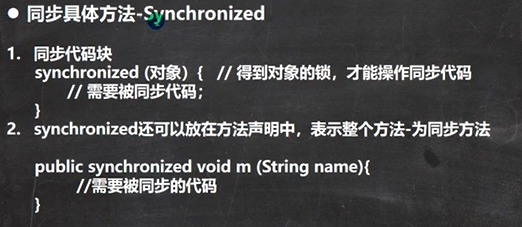 ● 同步具体方法-Synchronized
1. 同步代码块
synchronized (对象) { // 得到对象的锁，才能操作同步代码
// 需要被同步代码；
}
2. synchronized还可以放在方法声明中，表示整个方法-为同步方法
public synchronized void m (String name){
//需要被同步的代码
}